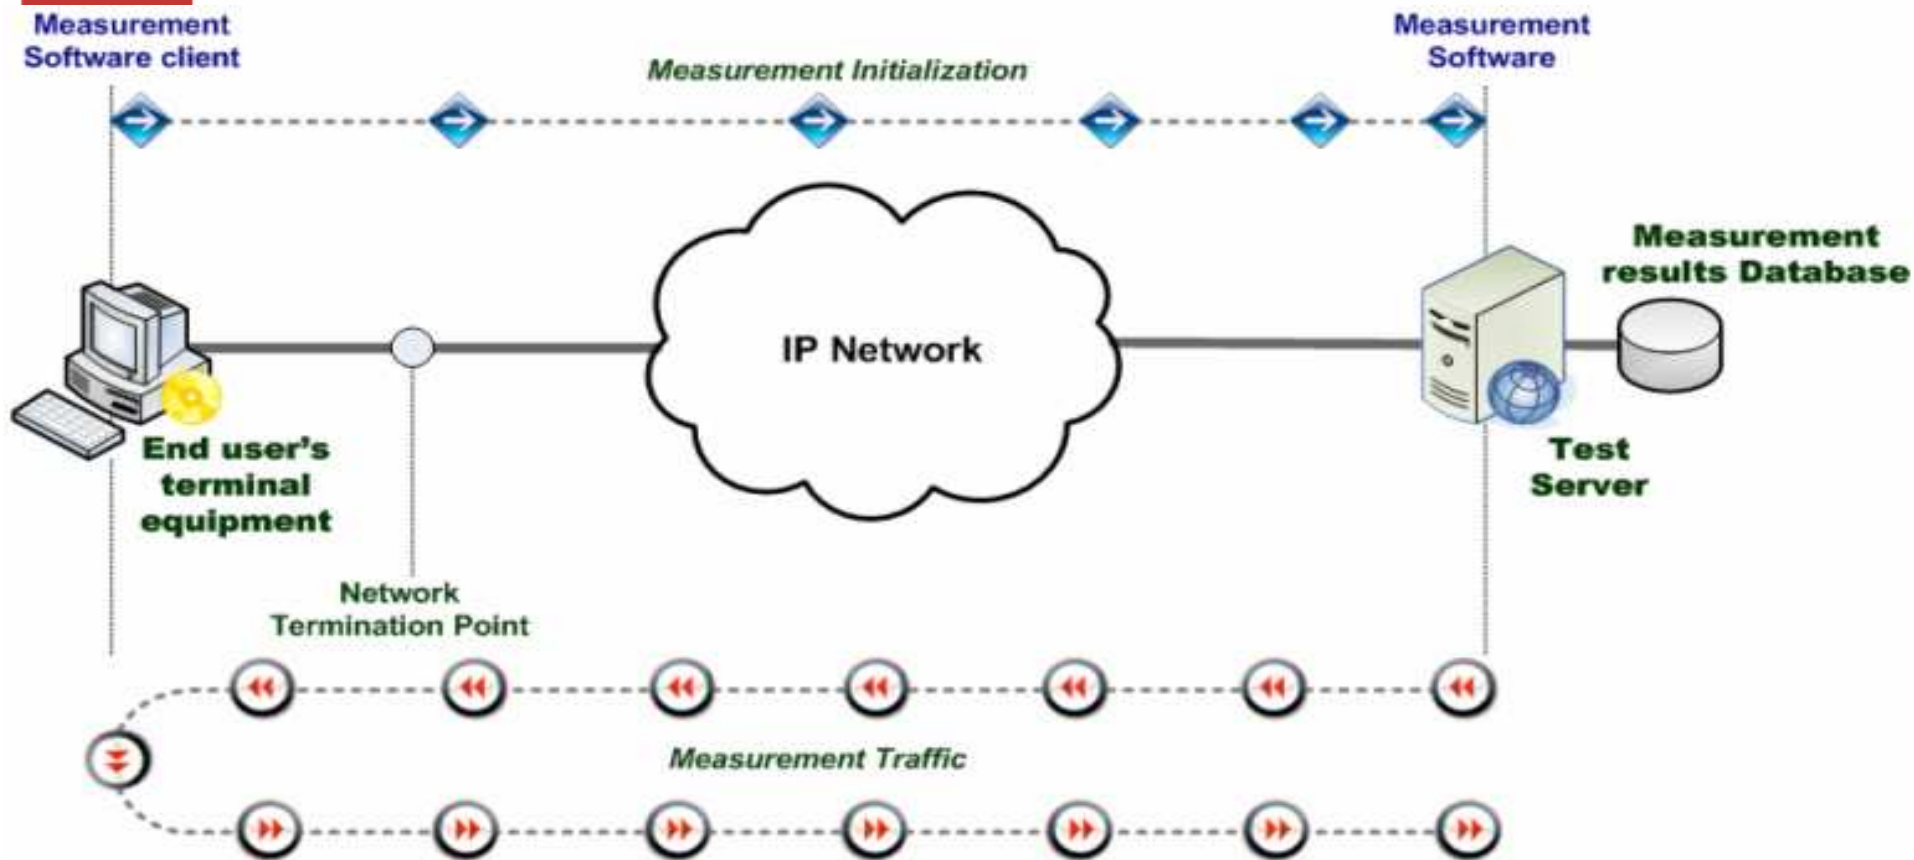 Measurement
Software client
Measurement Initialization
Measurement
Software
Measurement
results Database
IP Network
End user's
terminal
equipment
Test
Server
Network
Termination Point
Measurement Traffic